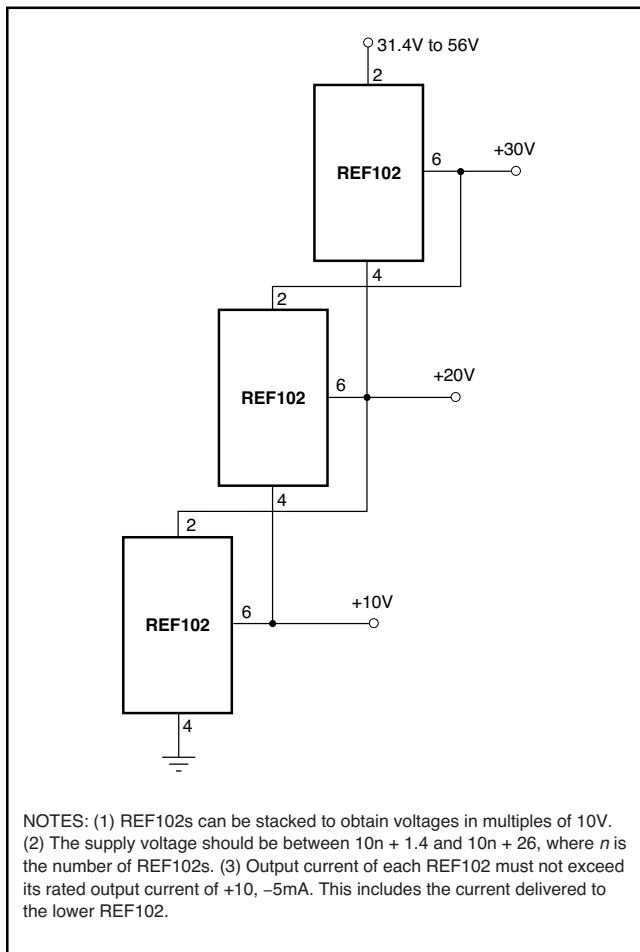 31.4V to 56V
2
REF102
6
+30V
4
2
REF102
6
+20V
4
2
REF102
6
+10V
4
NOTES: (1) REF102s can be stacked to obtain voltages in multiples of 10V.
(2) The supply voltage should be between 10n + 1.4 and 10n + 26, where n is
the number of REF102s. (3) Output current of each REF102 must not exceed
its rated output current of +10, −5mA. This includes the current delivered to
the lower REF102.